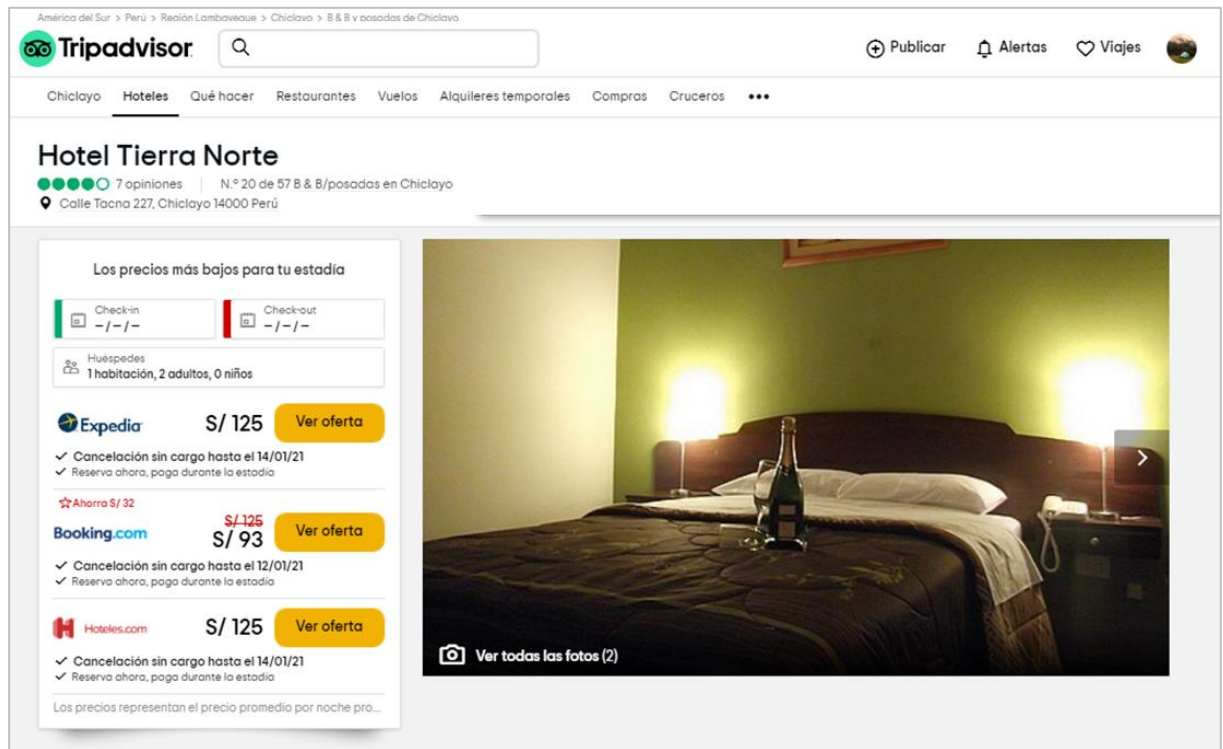 América del Sur > Perú > Región Lambayeque > Chiclayo > B & B y posadas de Chiclayo
Tripadvisor
Publicar
Alertas
Viajes
Chiclayo Hoteles Qué hacer Restaurantes Vuelos Alquileres temporales Compras Cruceros •••
Hotel Tierra Norte
7 opiniones | N.º 20 de 57 B & B/posadas en Chiclayo
Calle Tacna 227, Chiclayo 14000 Perú
Los precios más bajos para tu estadía
Check-in
-/-/-
Check-out
-/-/-
Huéspedes
1 habitación, 2 adultos, 0 niños
Expedia S/ 125 Ver oferta
✓ Cancelación sin cargo hasta el 14/01/21
✓ Reserva ahora, paga durante la estadía
Ahorra S/ 32
S/ 125
Booking.com S/ 93 Ver oferta
✓ Cancelación sin cargo hasta el 12/01/21
✓ Reserva ahora, paga durante la estadía
H Hoteles.com S/ 125 Ver oferta
✓ Cancelación sin cargo hasta el 14/01/21
✓ Reserva ahora, paga durante la estadía
Los precios representan el precio promedio por noche pro...
Ver todas las fotos (2)